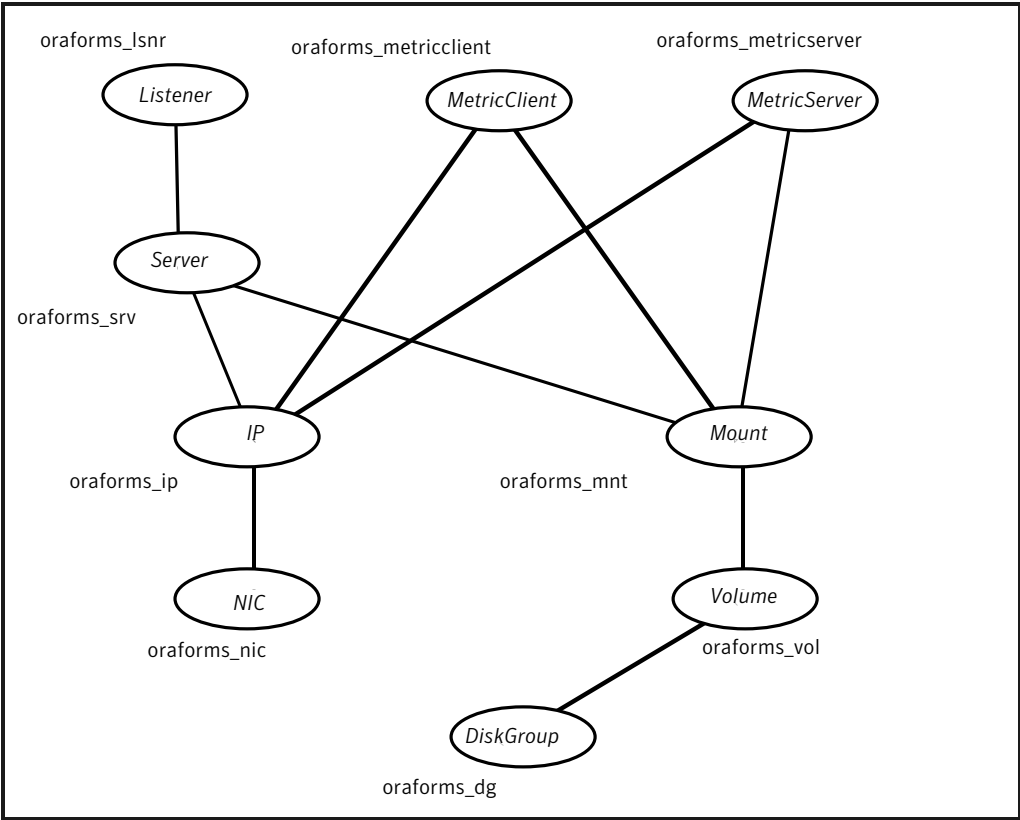 oraforms_lsnr
oraforms_metricclient
oraforms_metricserver
Listener
MetricClient
MetricServer
Server
oraforms_srv
IP
Mount
oraforms_ip
oraforms_mnt
NIC
Volume
oraforms_nic
oraforms_vol
DiskGroup
oraforms_dg